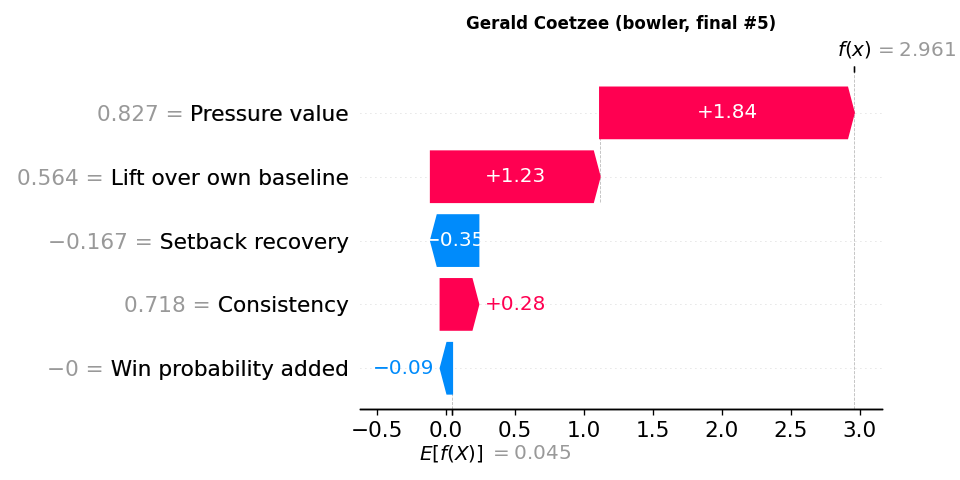 Gerald Coetzee (bowler, final #5)
f(x) = 2.961
0.827 = Pressure value
+1.84
0.564 = Lift over own baseline
+1.23
−0.167 = Setback recovery
−0.35
0.718 = Consistency
+0.28
−0 = Win probability added
−0.09
−0.5 0.0 0.5 1.0 1.5 2.0 2.5 3.0
E[f(X)] = 0.045